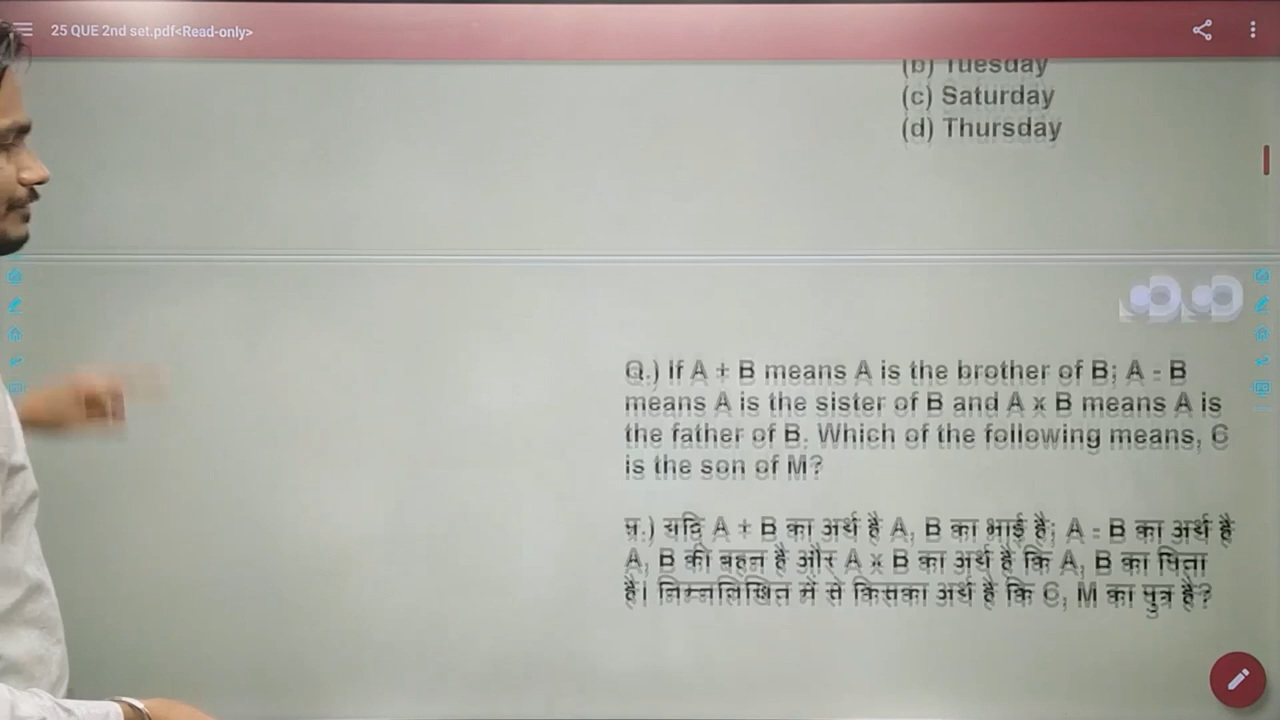 25 QUE 2nd set.pdf<Read-only>
(b) Tuesday
(c) Saturday
(d) Thursday
Q.) If A + B means A is the brother of B; A - B
means A is the sister of B and A x B means A is
the father of B. Which of the following means, C
is the son of M?
प्र.) यदि A + B का अर्थ है A, B का भाई है; A - B का अर्थ है
A, B की बहन है और A x B का अर्थ है कि A, B का पिता
है। निम्नलिखित में से किसका अर्थ है कि C, M का पुत्र है?